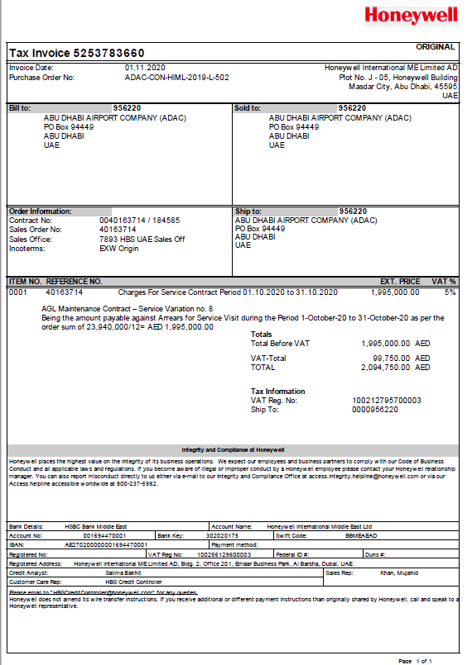 Honeywell
ORIGINAL
Tax Invoice 5253783660
Invoice Date: 01.11.2020
Purchase Order No: ADAC-CON-HIML-2019-L-502
Honeywell International ME Limited AD
Plot No. J - 05, Honeywell Building
Masdar City, Abu Dhabi, 45595
UAE
Bill to: 956220
ABU DHABI AIRPORT COMPANY (ADAC)
PO Box 94449
ABU DHABI
UAE
Sold to: 956220
ABU DHABI AIRPORT COMPANY (ADAC)
PO Box 94449
ABU DHABI
UAE
Order Information:
Contract No: 0040163714 / 184585
Sales Order No: 40163714
Sales Office: 7893 HBS UAE Sales Off
Incoterms: EXW Origin
Ship to: 956220
ABU DHABI AIRPORT COMPANY (ADAC)
PO Box 94449
ABU DHABI
UAE
ITEM NO. REFERENCE NO. EXT. PRICE VAT %
0001 40163714 Charges For Service Contract Period 01.10.2020 to 31.10.2020 1,995,000.00 5%
AGL Maintenance Contract – Service Variation no. 8
Being the amount payable against Arrears for Service Visit during the Period 1-October-20 to 31-October-20 as per the
order sum of 23,940,000/12= AED 1,995,000.00
Totals
Total Before VAT 1,995,000.00 AED
VAT-Total 99,750.00 AED
TOTAL 2,094,750.00 AED
Tax Information
VAT Reg. No: 100212795700003
Ship To: 0000956220
Integrity and Compliance at Honeywell
Honeywell places the highest value on the integrity of its business operations. We expect our employees and business partners to comply with our Code of Business
Conduct and all applicable laws and regulations. If you become aware of illegal or improper conduct by a Honeywell employee please contact your Honeywell relationship
manager. You can also report misconduct directly to us either via e-mail to our Integrity and Compliance Office at access.integrity.helpline@honeywell.com or via our
Access helpline accessible worldwide at 800-237-5982.
Bank Details: HSBC Bank Middle East Account Name: Honeywell International Middle East Ltd
Account No: 001694470001 Bank Key: 302020175 Swift Code: BBMEAEAD
IBAN: AE270200000001694470001 Payment method:
Registered No: VAT Reg No: 100256129600003 Federal ID #: Duns #:
Registered Address: Honeywell International ME Limited AD, Bldg. 2, Office 201, Emaar Business Park, Al Barsha, Dubai, UAE
Credit Analyst: Salima Bakhit Sales Rep: Khan, Mujahid
Customer Care Rep: HBS Credit Controller
Please email to "HBSCreditController@honeywell.com" for any queries.
Honeywell does not amend its wire transfer instructions. If you receive additional or different payment instructions than originally shared by Honeywell, call and speak to a
Honeywell representative.
Page 1 of 1